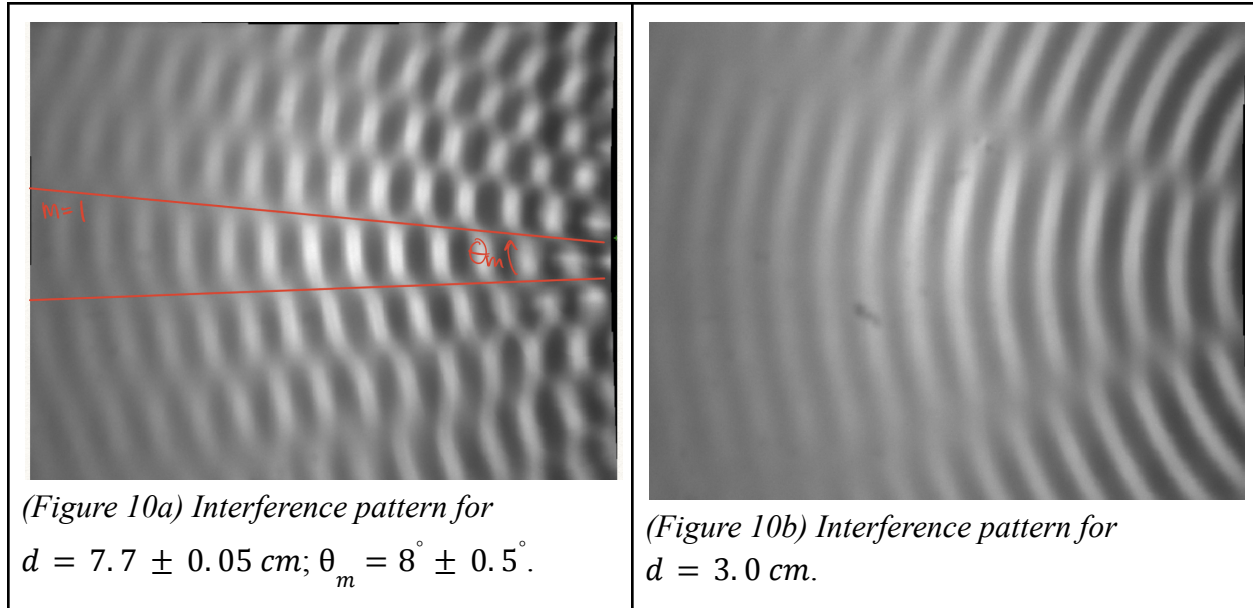 M=1
θm
(Figure 10a) Interference pattern for
d = 7.7 ± 0.05 cm; θ_m = 8° ± 0.5°.
(Figure 10b) Interference pattern for
d = 3.0 cm.